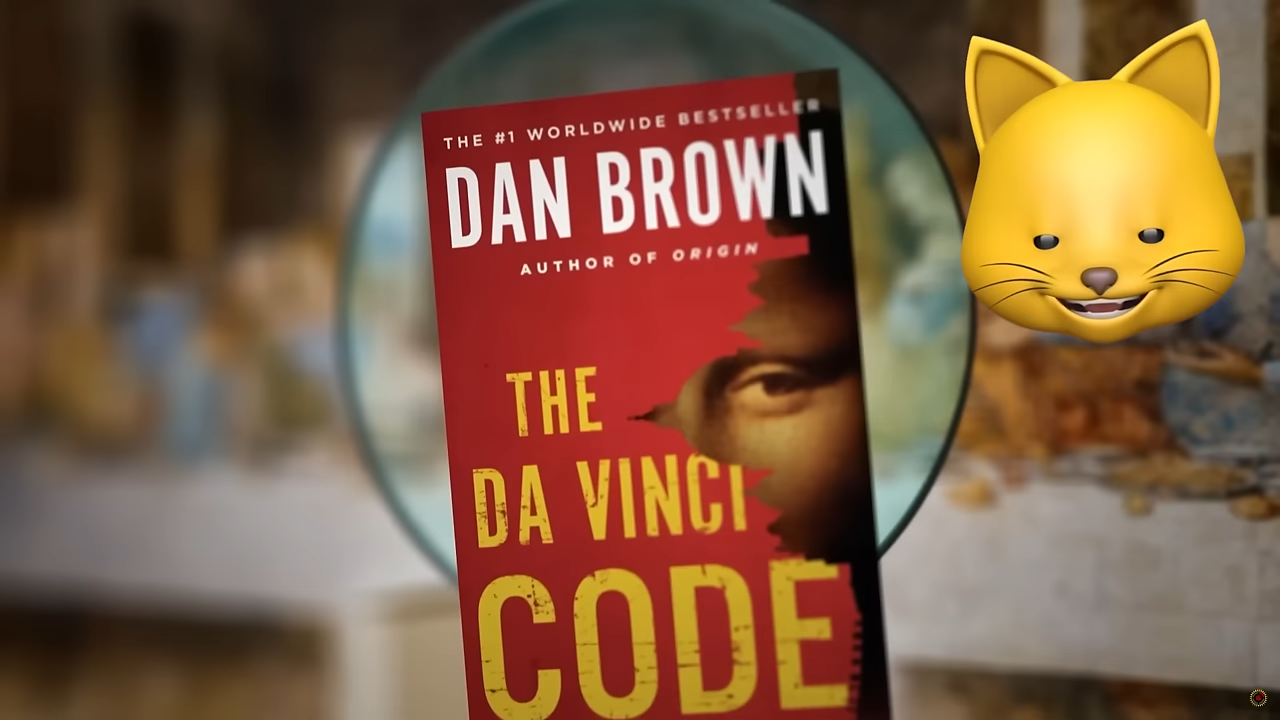 THE #1 WORLDWIDE BESTSELLER
DAN BROWN
AUTHOR OF ORIGIN
THE
DA VINCI
CODE